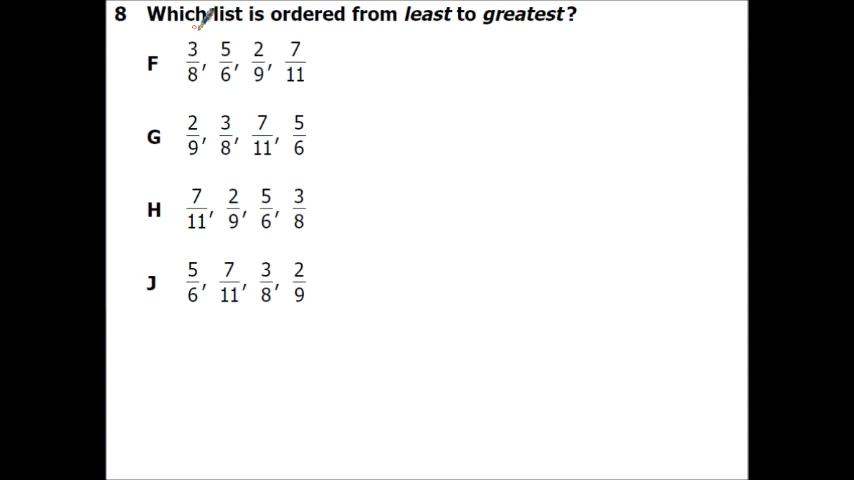 8 Which list is ordered from least to greatest?
F 3/8, 5/6, 2/9, 7/11
G 2/9, 3/8, 7/11, 5/6
H 7/11, 2/9, 5/6, 3/8
J 5/6, 7/11, 3/8, 2/9